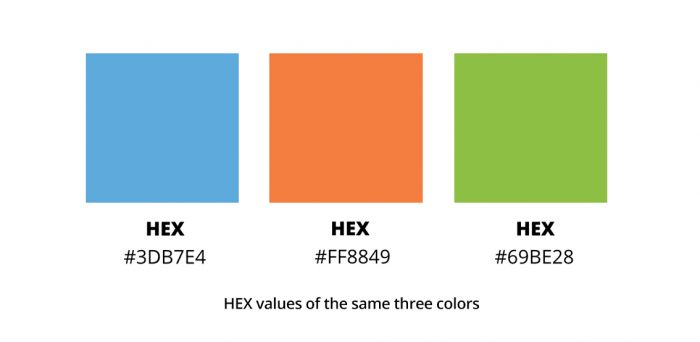 HEX HEX HEX
#3DB7E4 #FF8849 #69BE28
HEX values of the same three colors